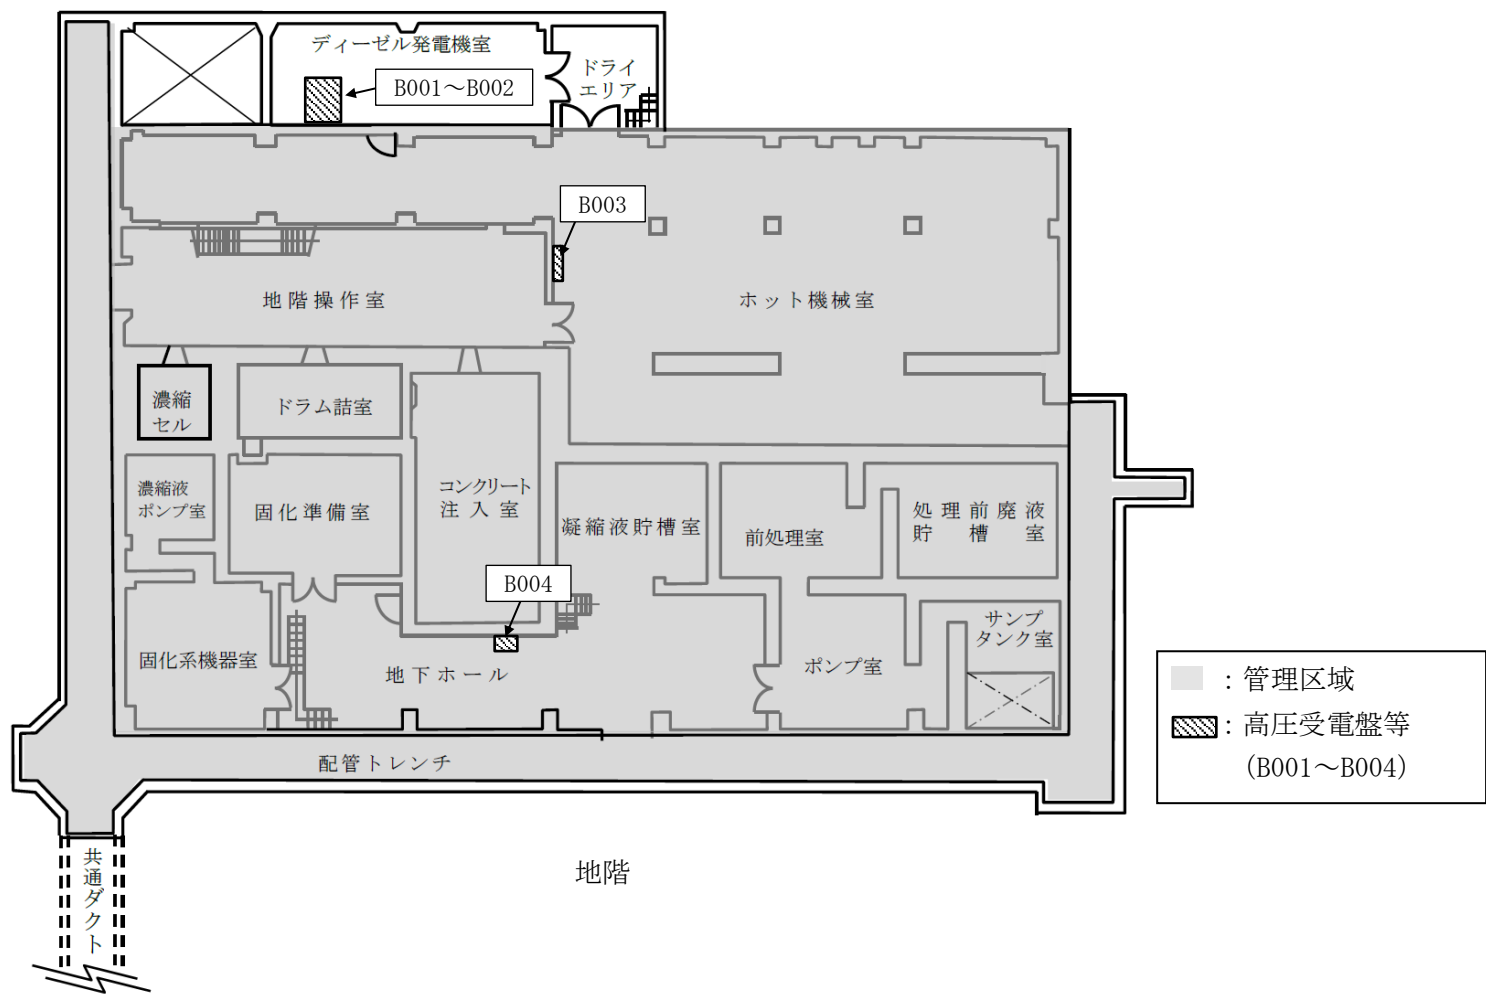 ディーゼル発電機室
B001～B002
ドライ
エリア
B003
地階操作室
ホット機械室
濃縮
セル
ドラム詰室
濃縮液
ポンプ室
固化準備室
コンクリート
注入室
凝縮液貯槽室
前処理室
処理前廃液
貯槽室
B004
固化系機器室
地下ホール
ポンプ室
サンプ
タンク室
配管トレンチ
共通ダクト
：管理区域
：高圧受電盤等
（B001～B004）
地階